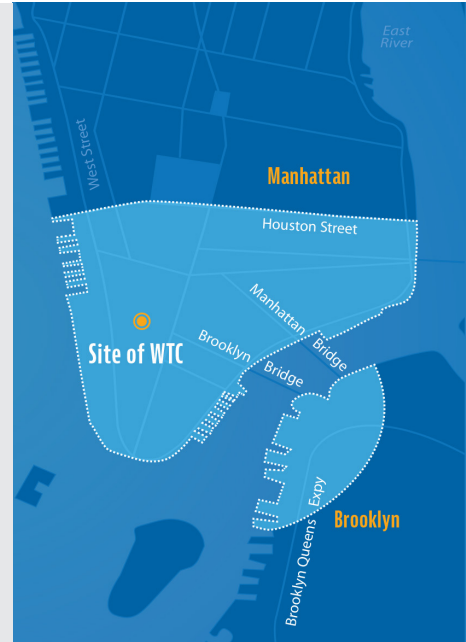 East
River
West Street
Manhattan
Houston Street
Manhattan Bridge
Site of WTC
Brooklyn Bridge
Brooklyn Queens Expy
Brooklyn